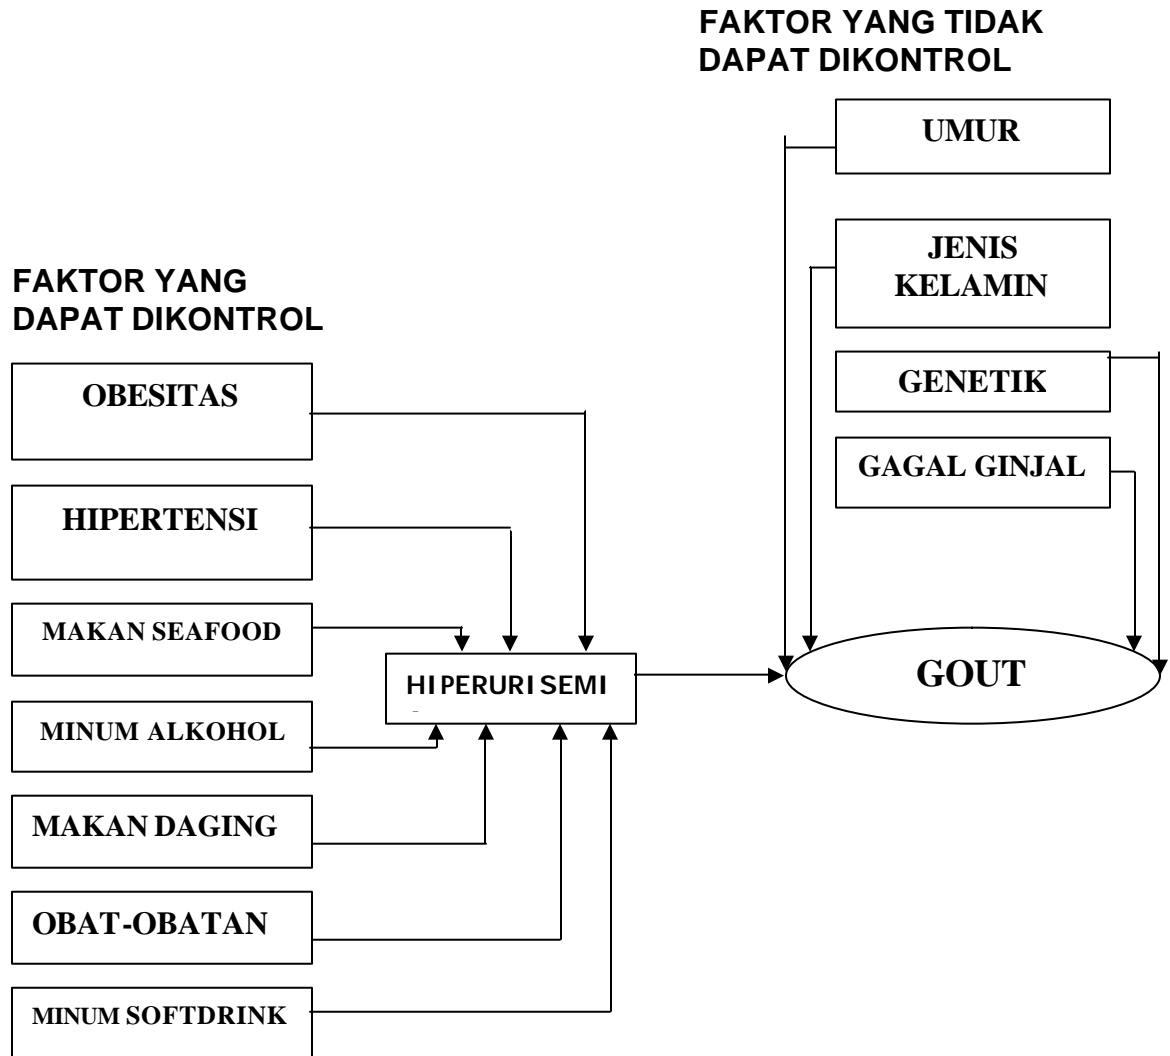 FAKTOR YANG TIDAK
DAPAT DIKONTROL
UMUR
JENIS
KELAMIN
GENETIK
GAGAL GINJAL
FAKTOR YANG
DAPAT DIKONTROL
OBESITAS
HIPERTENSI
MAKAN SEAFOOD
MINUM ALKOHOL
MAKAN DAGING
OBAT-OBATAN
MINUM SOFTDRINK
HIPERURISEMI
GOUT